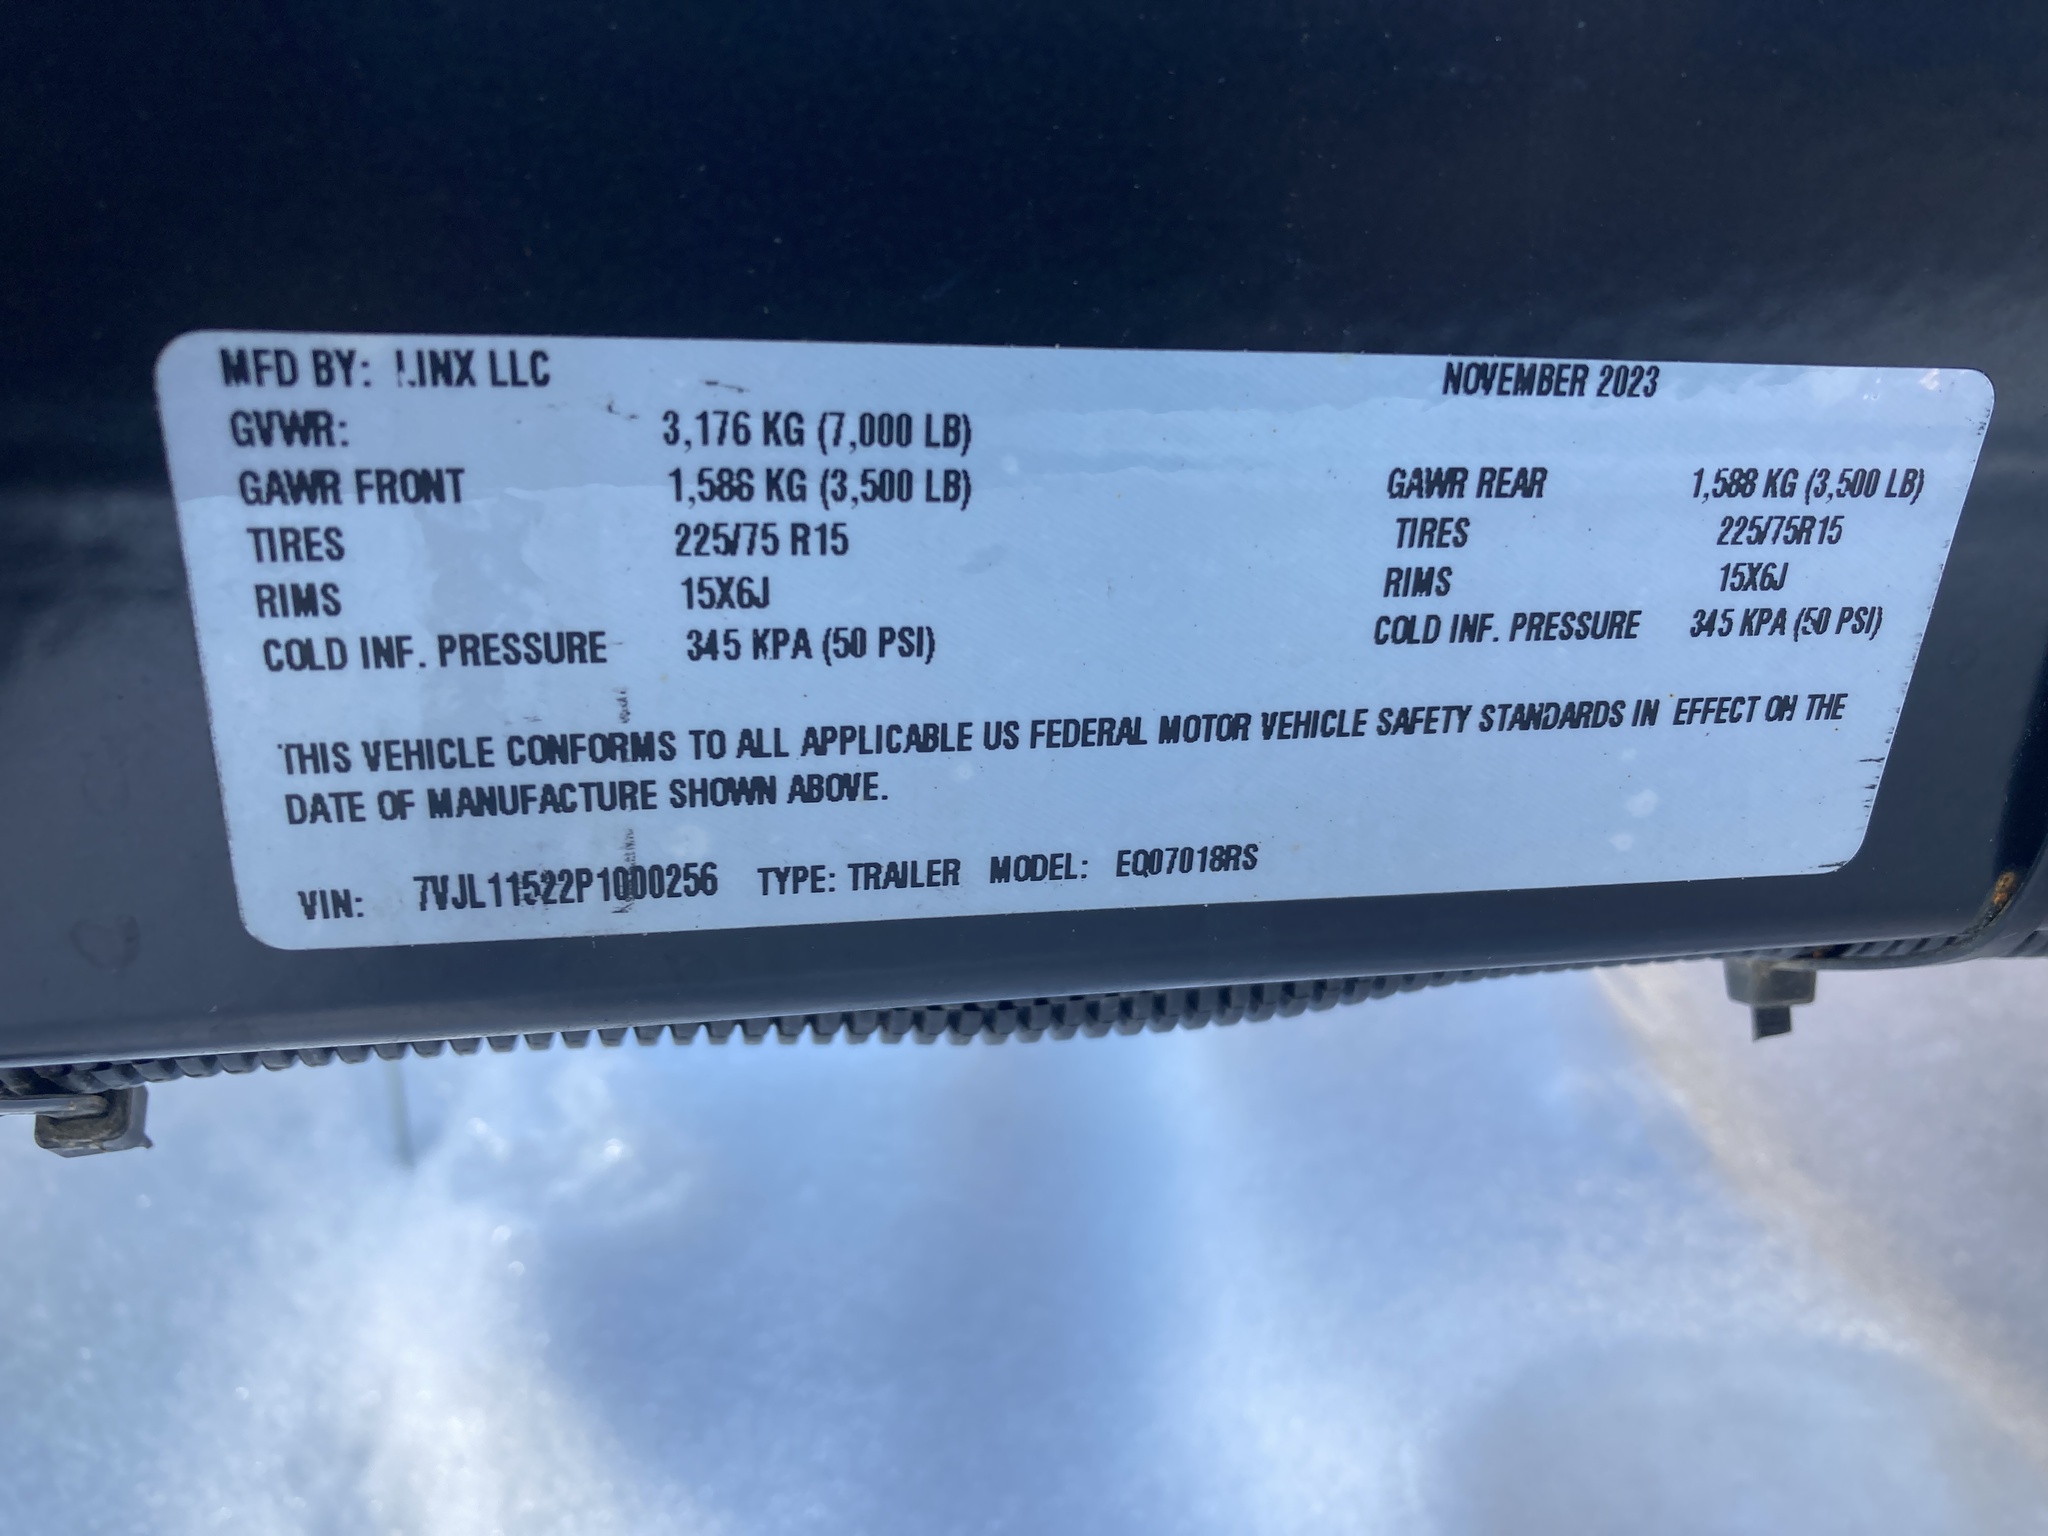 MFD BY: LINX LLC NOVEMBER 2023
GVWR: 3,176 KG (7,000 LB)
GAWR FRONT 1,588 KG (3,500 LB) GAWR REAR 1,588 KG (3,500 LB)
TIRES 225/75 R15 TIRES 225/75R15
RIMS 15X6J RIMS 15X6J
COLD INF. PRESSURE 345 KPA (50 PSI) COLD INF. PRESSURE 345 KPA (50 PSI)
THIS VEHICLE CONFORMS TO ALL APPLICABLE US FEDERAL MOTOR VEHICLE SAFETY STANDARDS IN EFFECT ON THE
DATE OF MANUFACTURE SHOWN ABOVE.
VIN: 7VJL11522P1000256 TYPE: TRAILER MODEL: EQ07018RS